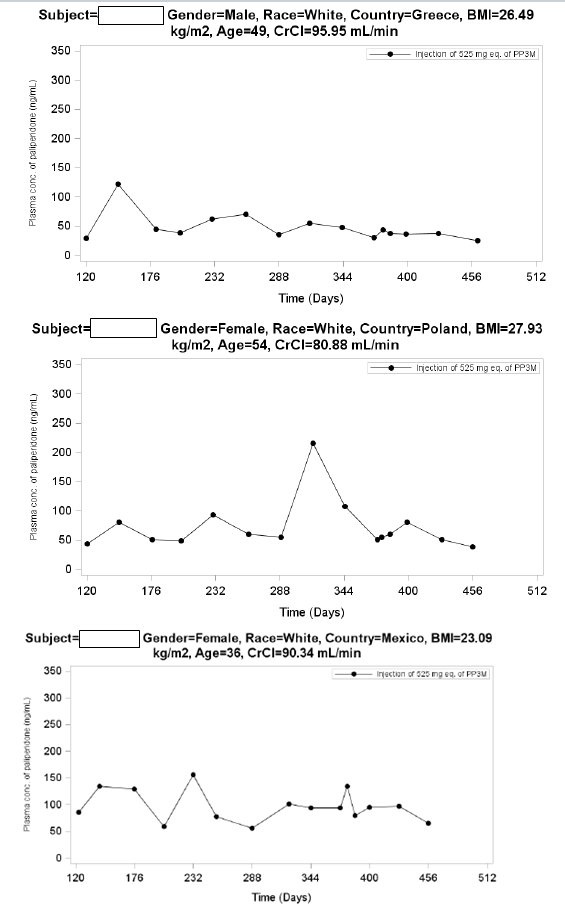 Subject= Gender=Male, Race=White, Country=Greece, BMI=26.49
kg/m2, Age=49, CrCl=95.95 mL/min
Injection of 525 mg eq. of PP3M
Plasma conc. of paliperidone (ng/mL)
350
300
250
200
150
100
50
0
120 176 232 288 344 400 456 512
Time (Days)
Subject= Gender=Female, Race=White, Country=Poland, BMI=27.93
kg/m2, Age=54, CrCl=80.88 mL/min
Injection of 525 mg eq. of PP3M
Plasma conc. of paliperidone (ng/mL)
350
300
250
200
150
100
50
0
120 176 232 288 344 400 456 512
Time (Days)
Subject= Gender=Female, Race=White, Country=Mexico, BMI=23.09
kg/m2, Age=36, CrCl=90.34 mL/min
Injection of 525 mg eq. of PP3M
Plasma conc. of paliperidone (ng/mL)
350
300
250
200
150
100
50
0
120 176 232 288 344 400 456 512
Time (Days)